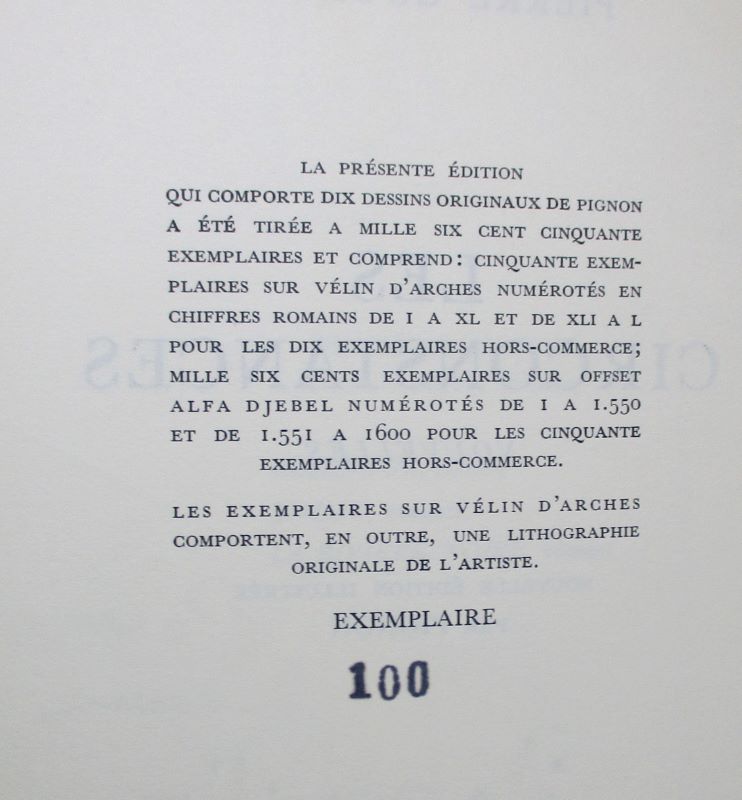 LA PRÉSENTE ÉDITION
QUI COMPORTE DIX DESSINS ORIGINAUX DE PIGNON
A ÉTÉ TIRÉE A MILLE SIX CENT CINQUANTE
EXEMPLAIRES ET COMPREND : CINQUANTE EXEM-
PLAIRES SUR VÉLIN D'ARCHES NUMÉROTÉS EN
CHIFFRES ROMAINS DE I A XL ET DE XLI A L
POUR LES DIX EXEMPLAIRES HORS-COMMERCE;
MILLE SIX CENTS EXEMPLAIRES SUR OFFSET
ALFA DJEBEL NUMÉROTÉS DE 1 A 1.550
ET DE 1.551 A 1600 POUR LES CINQUANTE
EXEMPLAIRES HORS-COMMERCE.
LES EXEMPLAIRES SUR VÉLIN D'ARCHES
COMPORTENT, EN OUTRE, UNE LITHOGRAPHIE
ORIGINALE DE L'ARTISTE.
EXEMPLAIRE
100